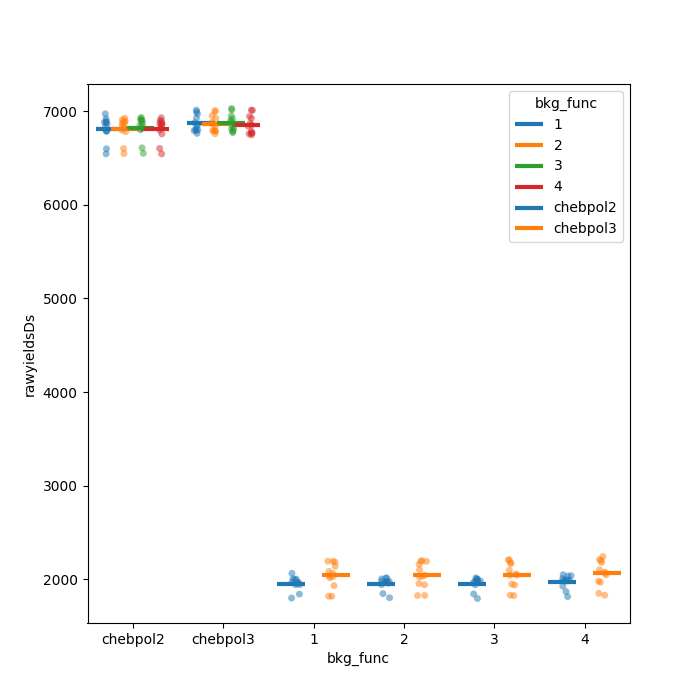 bkg_func
1
2
3
4
chebpol2
chebpol3
7000
6000
5000
4000
3000
2000
rawyieldsDs
chebpol2 chebpol3 1 2 3 4
bkg_func